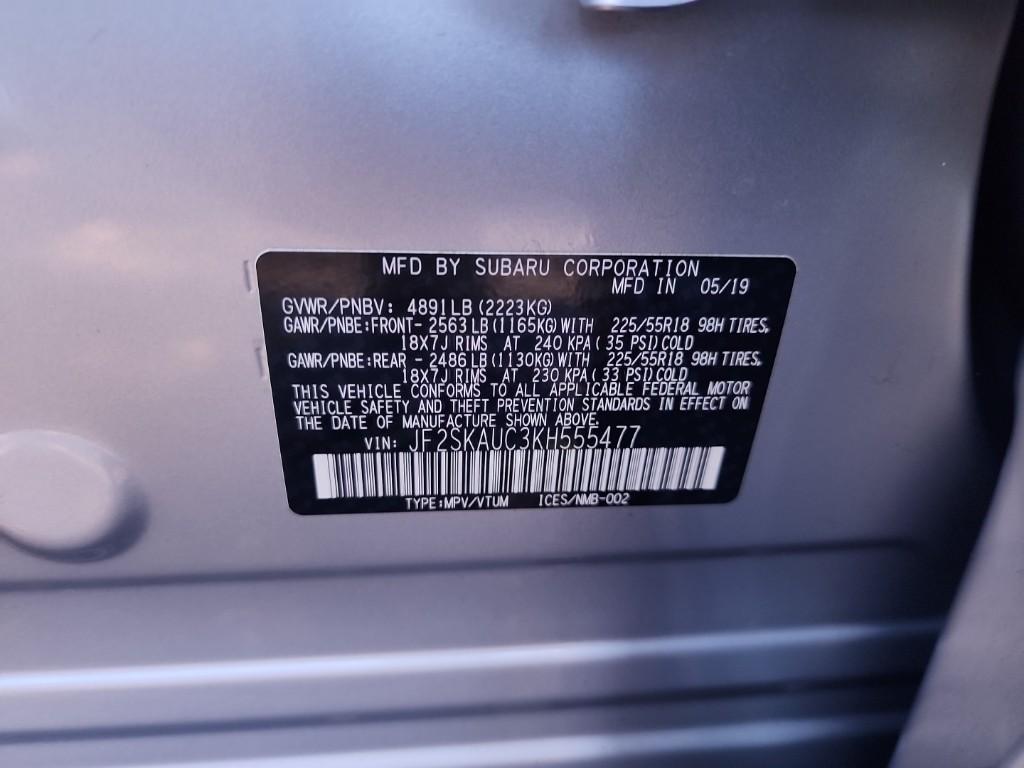 MFD BY SUBARU CORPORATION
MFD IN 05/19
GVWR/PNBV: 4891LB (2223KG)
GAWR/PNBE:FRONT- 2563LB (1165KG) WITH 225/55R18 98H TIRES,
18X7J RIMS AT 240 KPA (35 PSI) COLD
GAWR/PNBE:REAR - 2486LB (1130KG) WITH 225/55R18 98H TIRES,
18X7J RIMS AT 230 KPA (33 PSI) COLD
THIS VEHICLE CONFORMS TO ALL APPLICABLE FEDERAL MOTOR
VEHICLE SAFETY AND THEFT PREVENTION STANDARDS IN EFFECT ON
THE DATE OF MANUFACTURE SHOWN ABOVE.
VIN: JF2SKAUC3KH555477
TYPE:MPV/VTUM ICES/NMB-002